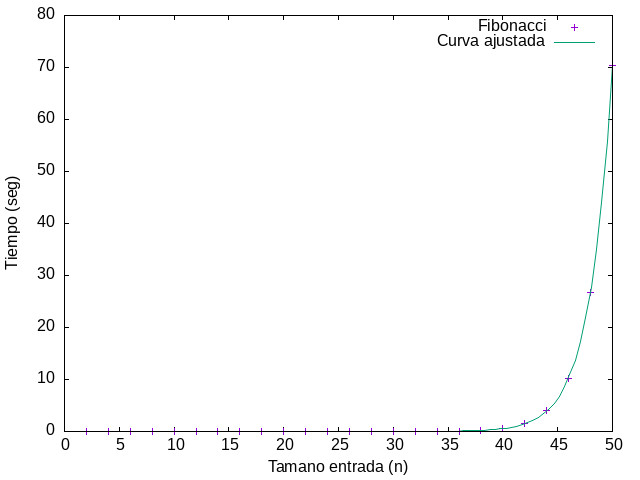 80
70
60
50
40
30
20
10
0
Tiempo (seg)
Fibonacci
Curva ajustada
0 5 10 15 20 25 30 35 40 45 50
Tamano entrada (n)